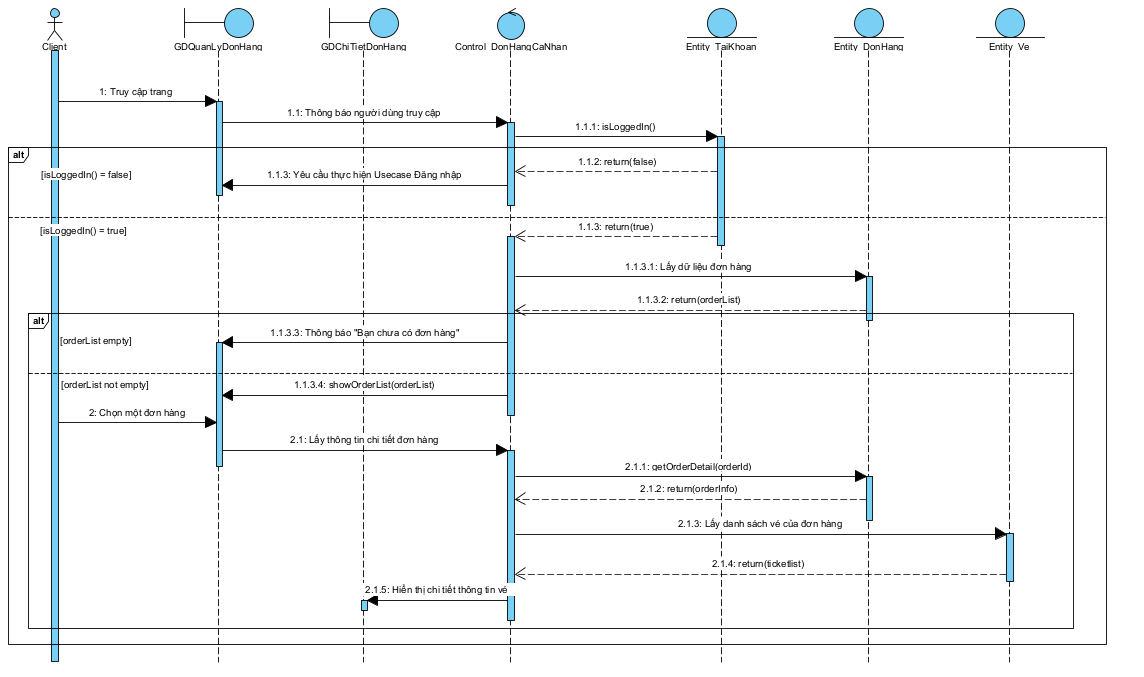 Client
GDQuanLyDonHang
GDChiTietDonHang
Control_DonHangCaNhan
Entity_TaiKhoan
Entity_DonHang
Entity_Ve
1: Truy cập trang
1.1: Thông báo người dùng truy cập
1.1.1: isLoggedIn()
alt
1.1.2: return(false)
[isLoggedIn() = false]
1.1.3: Yêu cầu thực hiện Usecase Đăng nhập
[isLoggedIn() = true]
1.1.3: return(true)
1.1.3.1: Lấy dữ liệu đơn hàng
1.1.3.2: return(orderList)
alt
1.1.3.3: Thông báo "Bạn chưa có đơn hàng"
[orderList empty]
[orderList not empty]
1.1.3.4: showOrderList(orderList)
2: Chọn một đơn hàng
2.1: Lấy thông tin chi tiết đơn hàng
2.1.1: getOrderDetail(orderId)
2.1.2: return(orderInfo)
2.1.3: Lấy danh sách vé của đơn hàng
2.1.4: return(ticketlist)
2.1.5: Hiển thị chi tiết thông tin vé